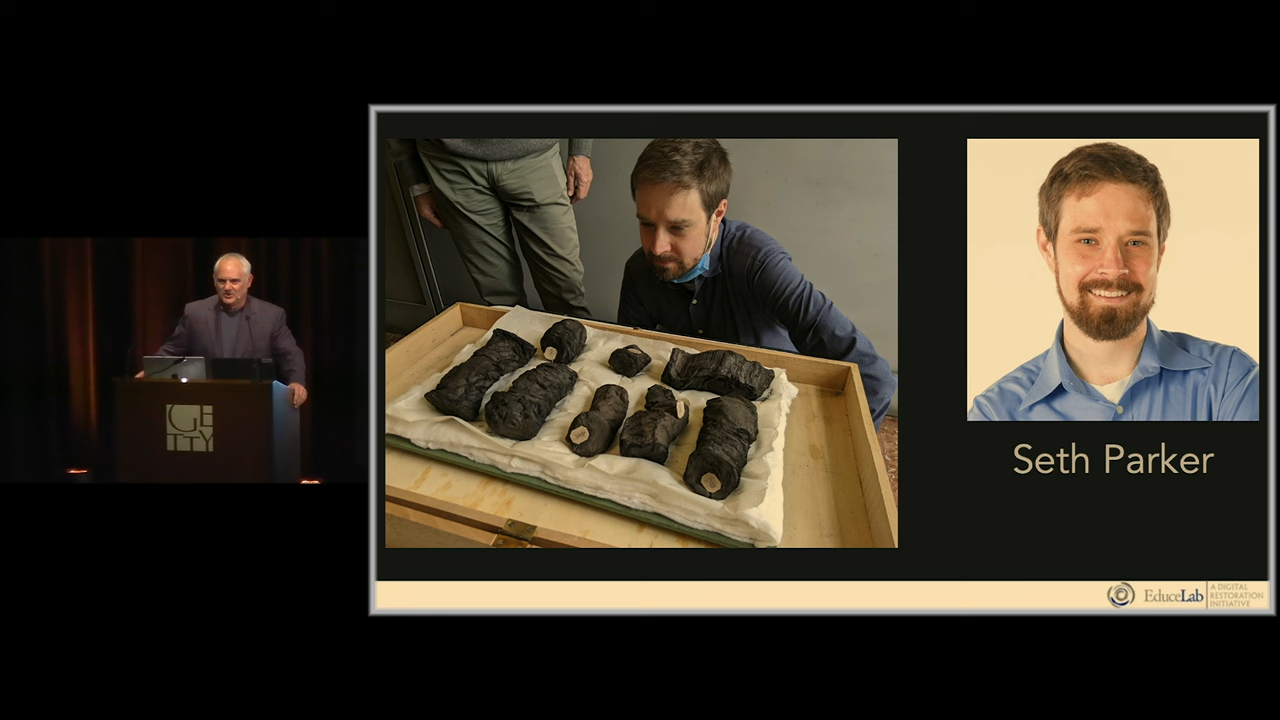 GE
TTY
Seth Parker
EduceLab
A DIGITAL
RESTORATION
INITIATIVE